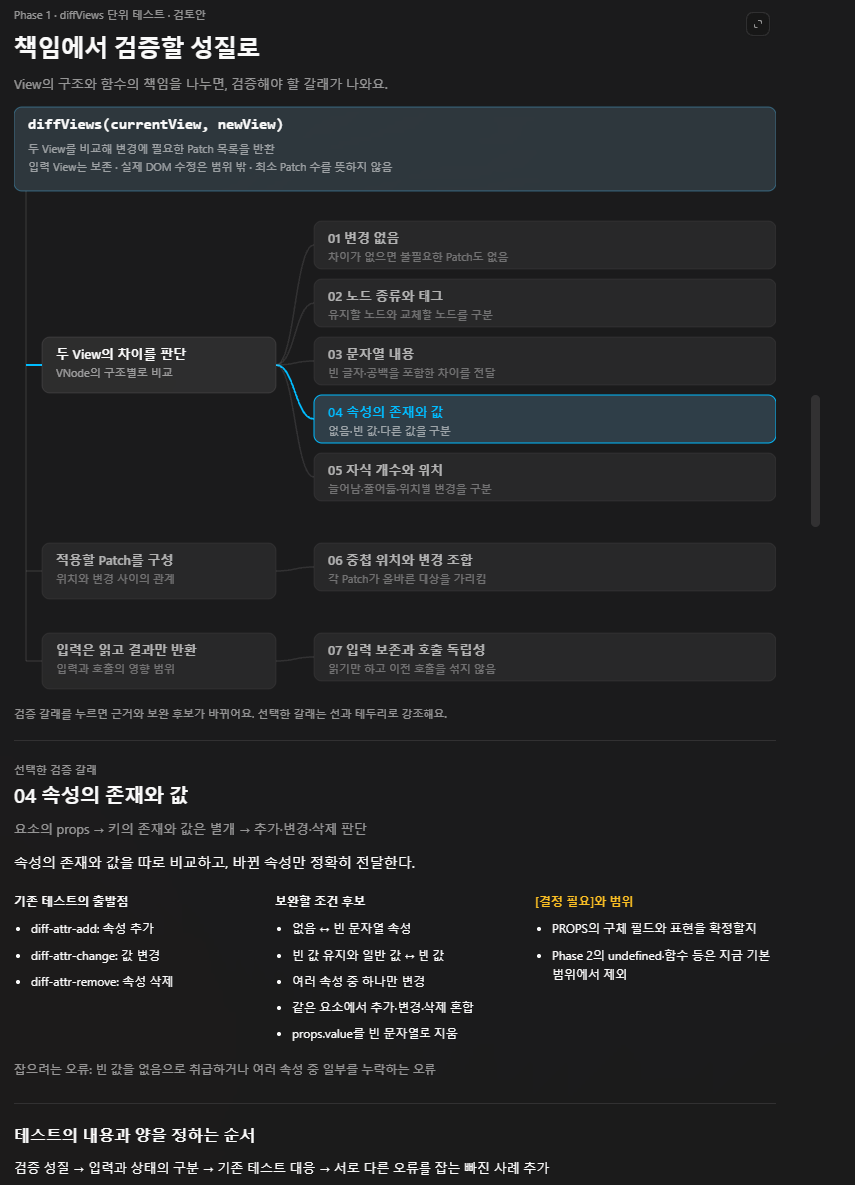 Phase 1 · diffViews 단위 테스트 · 검토안
책임에서 검증할 성질로
View의 구조와 함수의 책임을 나누면, 검증해야 할 갈래가 나와요.
diffViews(currentView, newView)
두 View를 비교해 변경에 필요한 Patch 목록을 반환
입력 View는 보존 · 실제 DOM 수정은 범위 밖 · 최소 Patch 수를 뜻하지 않음
01 변경 없음
차이가 없으면 불필요한 Patch도 없음
02 노드 종류와 태그
유지할 노드와 교체할 노드를 구분
두 View의 차이를 판단
VNode의 구조별로 비교
03 문자열 내용
빈 글자·공백을 포함한 차이를 전달
04 속성의 존재와 값
없음·빈 값·다른 값을 구분
05 자식 개수와 위치
늘어남·줄어듦·위치별 변경을 구분
적용할 Patch를 구성
위치와 변경 사이의 관계
06 중첩 위치와 변경 조합
각 Patch가 올바른 대상을 가리킴
입력은 읽고 결과만 반환
입력과 호출의 영향 범위
07 입력 보존과 호출 독립성
읽기만 하고 이전 호출을 섞지 않음
검증 갈래를 누르면 근거와 보완 후보가 바뀌어요. 선택한 갈래는 선과 테두리로 강조해요.
선택한 검증 갈래
04 속성의 존재와 값
요소의 props → 키의 존재와 값은 별개 → 추가·변경·삭제 판단
속성의 존재와 값을 따로 비교하고, 바뀐 속성만 정확히 전달한다.
기존 테스트의 출발점
• diff-attr-add: 속성 추가
• diff-attr-change: 값 변경
• diff-attr-remove: 속성 삭제
보완할 조건 후보
• 없음 ↔ 빈 문자열 속성
• 빈 값 유지와 일반 값 ↔ 빈 값
• 여러 속성 중 하나만 변경
• 같은 요소에서 추가·변경·삭제 혼합
• props.value를 빈 문자열로 지움
[결정 필요]와 범위
• PROPS의 구체 필드와 표현을 확정할지
• Phase 2의 undefined·함수 등은 지금 기본
범위에서 제외
잡으려는 오류: 빈 값을 없음으로 취급하거나 여러 속성 중 일부를 누락하는 오류
테스트의 내용과 양을 정하는 순서
검증 성질 → 입력과 상태의 구분 → 기존 테스트 대응 → 서로 다른 오류를 잡는 빠진 사례 추가